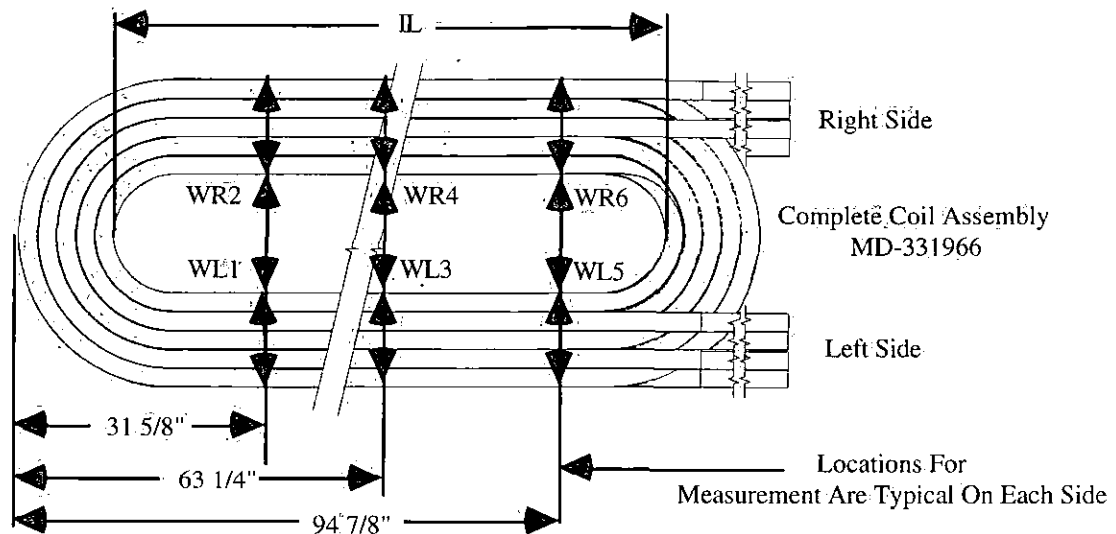 IL
Right Side
WR2
WR4
WR6
Complete Coil Assembly
MD-331966
WL1
WL3
WL5
Left Side
31 5/8"
63 1/4"
94 7/8"
Locations For
Measurement Are Typical On Each Side